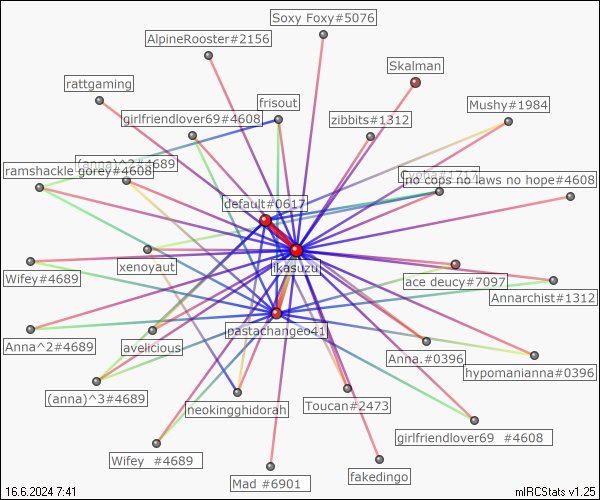 Soxy Foxy#5076
AlpineRooster#2156
Skalman
rattgaming
frisout
Mushy#1984
girlfriendlover69#4608
zibbits#1312
(anna)^2#4689
ramshackle gorey#4608
Cynthia#1717
no cops no laws no hope#4608
default#0617
Ikasuzu
xenoyaut
Wifey#4689
ace deucy#7097
Annarchist#1312
pastachangeo41
Anna^2#4689
avelicious
Anna.#0396
hypomanianna#0396
(anna)^3#4689
neokingghidorah
Toucan#2473
girlfriendlover69 #4608
Wifey #4689
Mad #6901
fakedingo
16.6.2024 7:41
mIRCStats v1.25